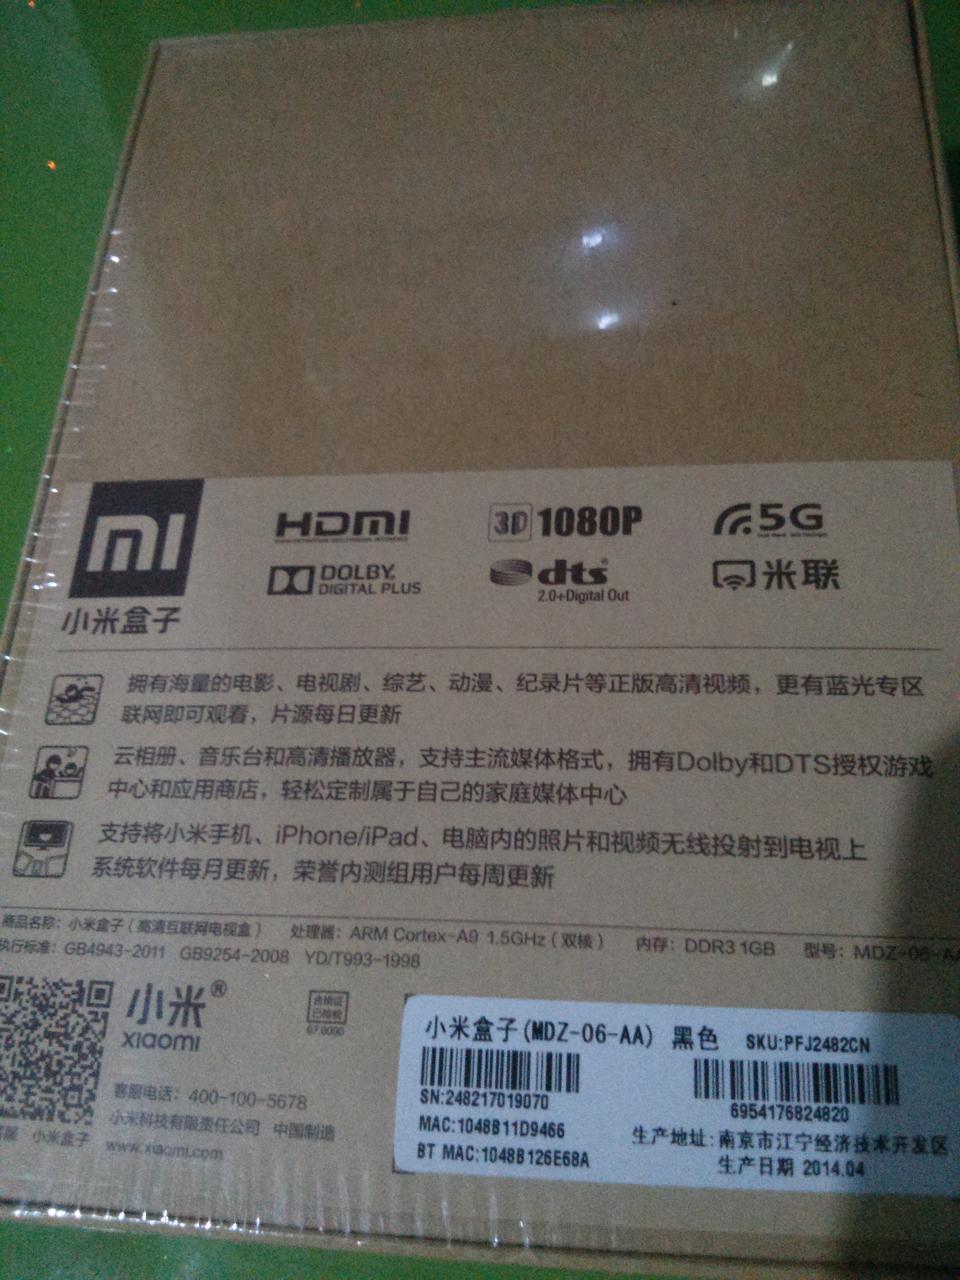 mi
小米盒子
HDMI
3D 1080P
5G
DOLBY
DIGITAL PLUS
dts
2.0+Digital Out
米联
拥有海量的电影、电视剧、综艺、动漫、纪录片等正版高清视频，更有蓝光专区
联网即可观看，片源每日更新
云相册、音乐台和高清播放器，支持主流媒体格式，拥有Dolby和DTS授权游戏
中心和应用商店，轻松定制属于自己的家庭媒体中心
支持将小米手机、iPhone/iPad、电脑内的照片和视频无线投射到电视上
系统软件每月更新，荣誉内测组用户每周更新
商品名称：小米盒子（高清互联网电视盒） 处理器：ARM Cortex-A9 1.5GHz（双核） 内存：DDR3 1GB 型号：MDZ-06-AA
执行标准：GB4943-2011 GB9254-2008 YD/T993-1998
小米®
xiaomi
合格证
已检验
07.0000
客服电话：400-100-5678
小米科技有限责任公司 中国制造
www.xiaomi.com
小米盒子
小米盒子(MDZ-06-AA) 黑色 SKU:PFJ2482CN
SN:248217019070
6954176824820
MAC:1048B11D9466
生产地址:南京市江宁经济技术开发区
BT MAC:1048B126E68A
生产日期 2014.04